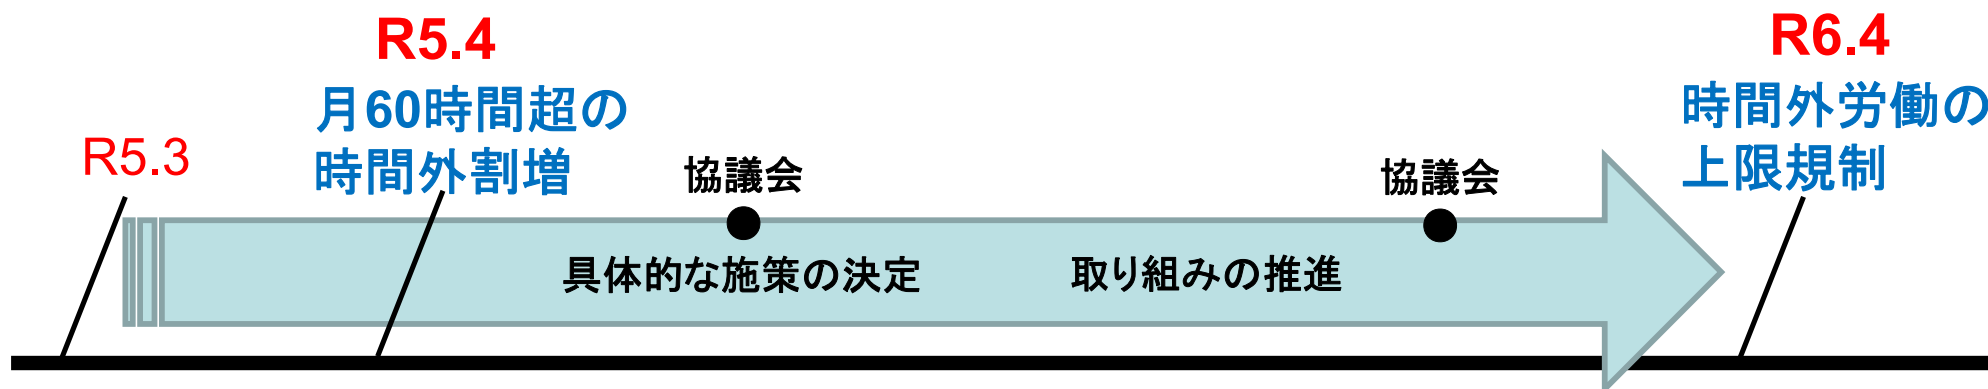 R5.3
R5.4
月60時間超の
時間外割増
協議会
具体的な施策の決定
取り組みの推進
協議会
R6.4
時間外労働の
上限規制